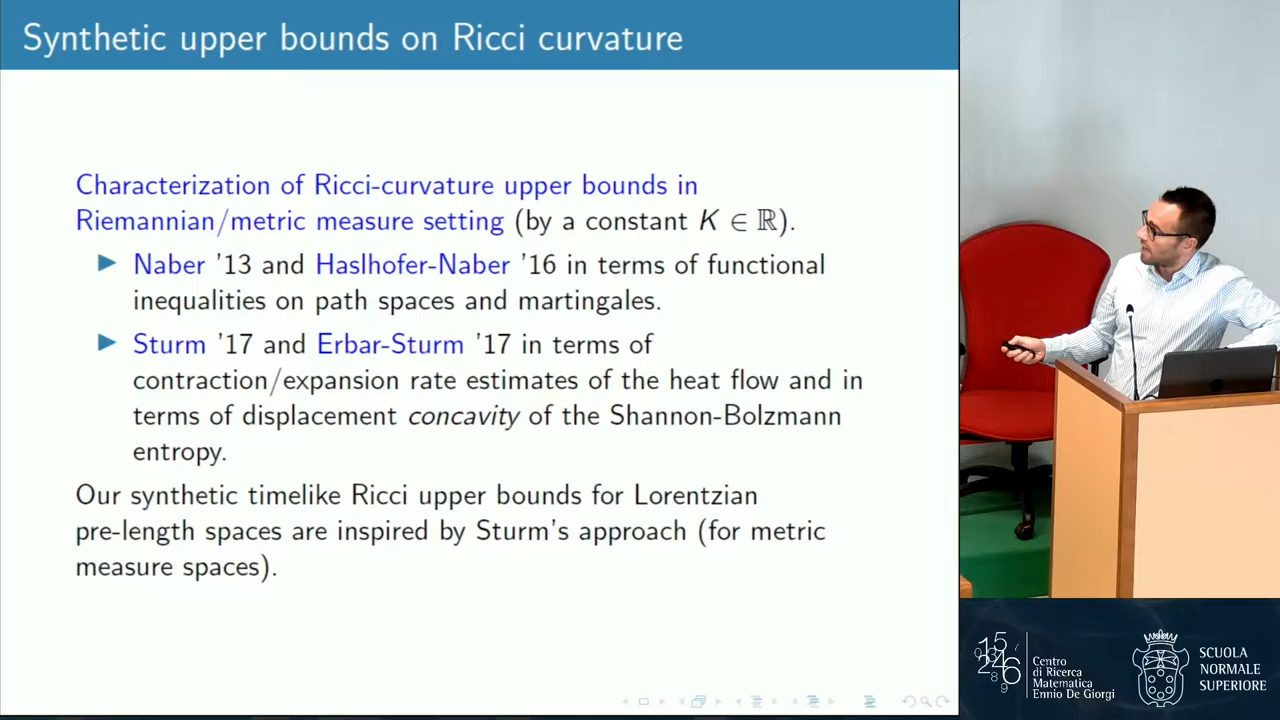 Synthetic upper bounds on Ricci curvature
Characterization of Ricci-curvature upper bounds in
Riemannian/metric measure setting (by a constant K ∈ ℝ).
Naber '13 and Haslhofer-Naber '16 in terms of functional
inequalities on path spaces and martingales.
Sturm '17 and Erbar-Sturm '17 in terms of
contraction/expansion rate estimates of the heat flow and in
terms of displacement concavity of the Shannon-Bolzmann
entropy.
Our synthetic timelike Ricci upper bounds for Lorentzian
pre-length spaces are inspired by Sturm's approach (for metric
measure spaces).
Centro
di Ricerca
Matematica
Ennio De Giorgi
SCUOLA
NORMALE
SUPERIORE